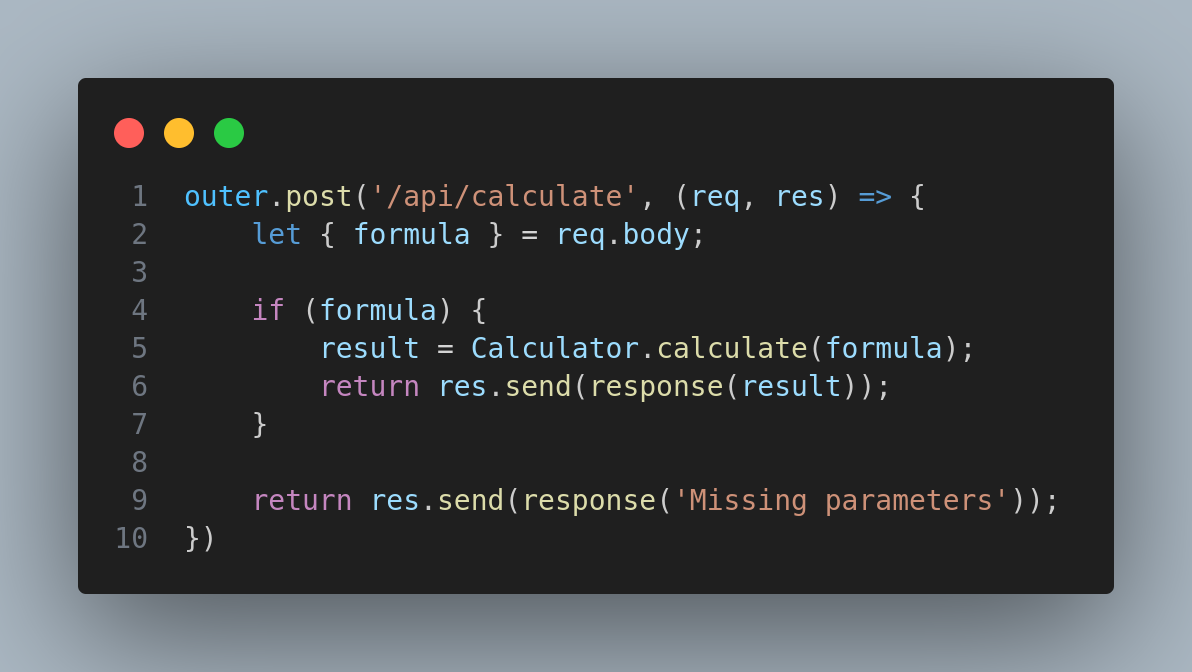 1 outer.post('/api/calculate', (req, res) => {
2     let { formula } = req.body;
3
4     if (formula) {
5         result = Calculator.calculate(formula);
6         return res.send(response(result));
7     }
8
9     return res.send(response('Missing parameters'));
10 })